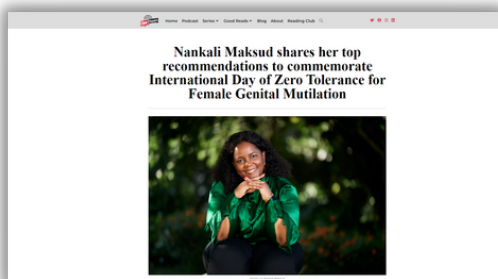 Home Podcast Series Good Reads Blog About Reading Club
Nankali Maksud shares her top
recommendations to commemorate
International Day of Zero Tolerance for
Female Genital Mutilation